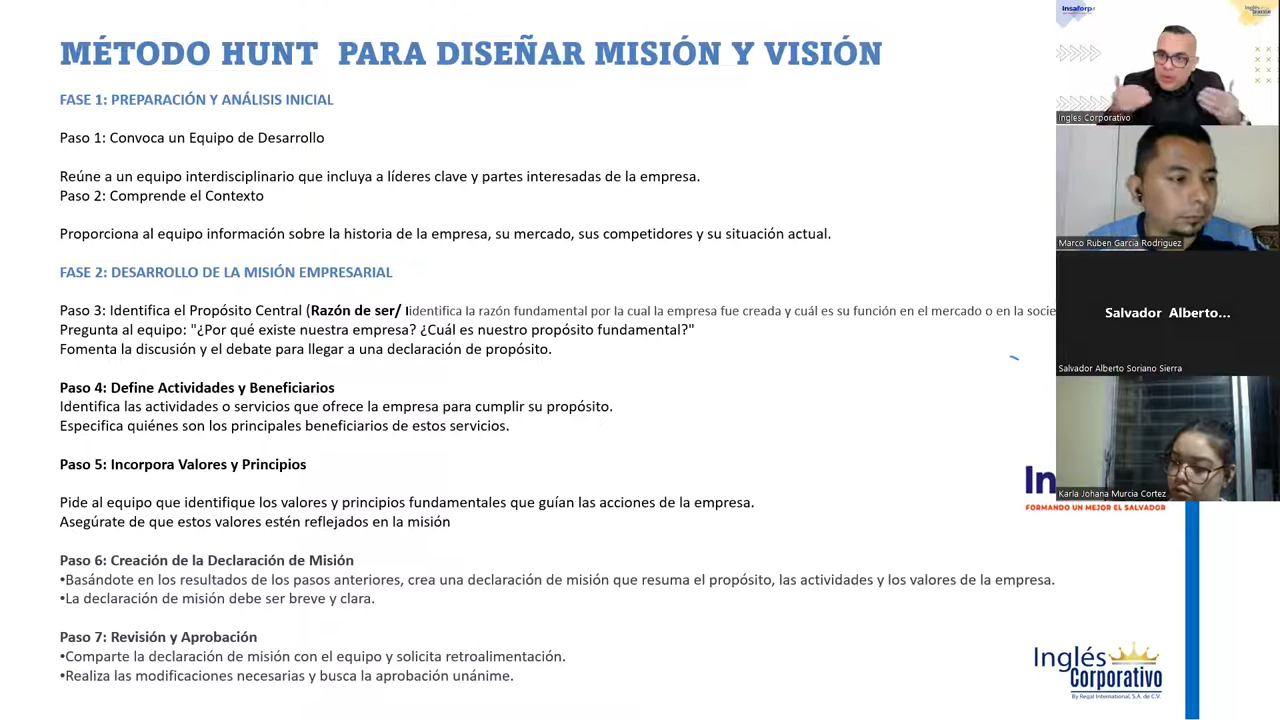 MÉTODO HUNT PARA DISEÑAR MISIÓN Y VISIÓN
FASE 1: PREPARACIÓN Y ANÁLISIS INICIAL
Paso 1: Convoca un Equipo de Desarrollo
Reúne a un equipo interdisciplinario que incluya a líderes clave y partes interesadas de la empresa.
Paso 2: Comprende el Contexto
Proporciona al equipo información sobre la historia de la empresa, su mercado, sus competidores y su situación actual.
FASE 2: DESARROLLO DE LA MISIÓN EMPRESARIAL
Paso 3: Identifica el Propósito Central (Razón de ser/ Iidentifica la razón fundamental por la cual la empresa fue creada y cuál es su función en el mercado o en la socie
Pregunta al equipo: "¿Por qué existe nuestra empresa? ¿Cuál es nuestro propósito fundamental?"
Fomenta la discusión y el debate para llegar a una declaración de propósito.
Paso 4: Define Actividades y Beneficiarios
Identifica las actividades o servicios que ofrece la empresa para cumplir su propósito.
Especifica quiénes son los principales beneficiarios de estos servicios.
Paso 5: Incorpora Valores y Principios
Pide al equipo que identifique los valores y principios fundamentales que guían las acciones de la empresa.
Asegúrate de que estos valores estén reflejados en la misión
Paso 6: Creación de la Declaración de Misión
•Basándote en los resultados de los pasos anteriores, crea una declaración de misión que resuma el propósito, las actividades y los valores de la empresa.
•La declaración de misión debe ser breve y clara.
Paso 7: Revisión y Aprobación
•Comparte la declaración de misión con el equipo y solicita retroalimentación.
•Realiza las modificaciones necesarias y busca la aprobación unánime.
Insaforp
Inglés Corporativo
Marco Ruben Garcia Rodriguez
Salvador Alberto...
Salvador Alberto Soriano Sierra
Karla Johana Murcia Cortez
In
FORMANDO UN MEJOR EL SALVADOR
Inglés
Corporativo
By Regal International, S.A. de C.V.